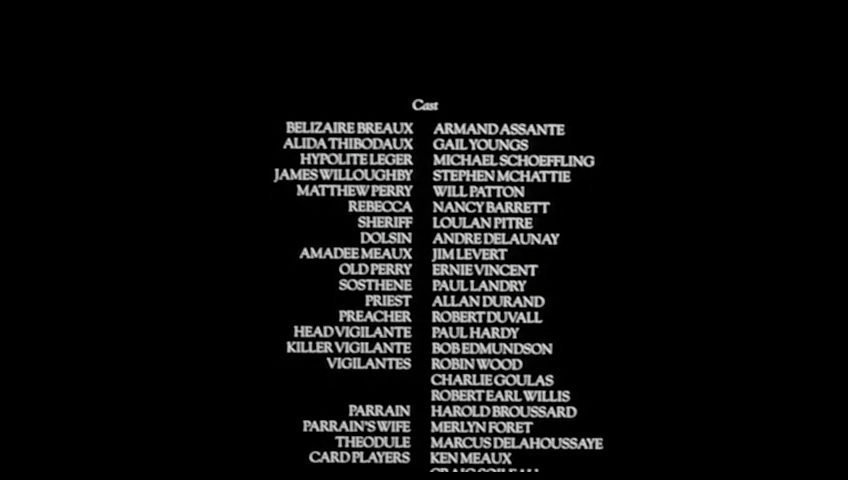 Cast
BELIZAIRE BREAUX ARMAND ASSANTE
ALIDA THIBODAUX GAIL YOUNGS
HYPOLITE LEGER MICHAEL SCHOEFFLING
JAMES WILLOUGHBY STEPHEN MCHATTIE
MATTHEW PERRY WILL PATTON
REBECCA NANCY BARRETT
SHERIFF LOULAN PITRE
DOLSIN ANDRE DELAUNAY
AMADEE MEAUX JIM LEVERT
OLD PERRY ERNIE VINCENT
SOSTHENE PAUL LANDRY
PRIEST ALLAN DURAND
PREACHER ROBERT DUVALL
HEAD VIGILANTE PAUL HARDY
KILLER VIGILANTE BOB EDMUNDSON
VIGILANTES ROBIN WOOD
CHARLIE GOULAS
ROBERT EARL WILLIS
PARRAIN HAROLD BROUSSARD
PARRAIN'S WIFE MERLYN FORET
THEODULE MARCUS DELAHOUSSAYE
CARD PLAYERS KEN MEAUX